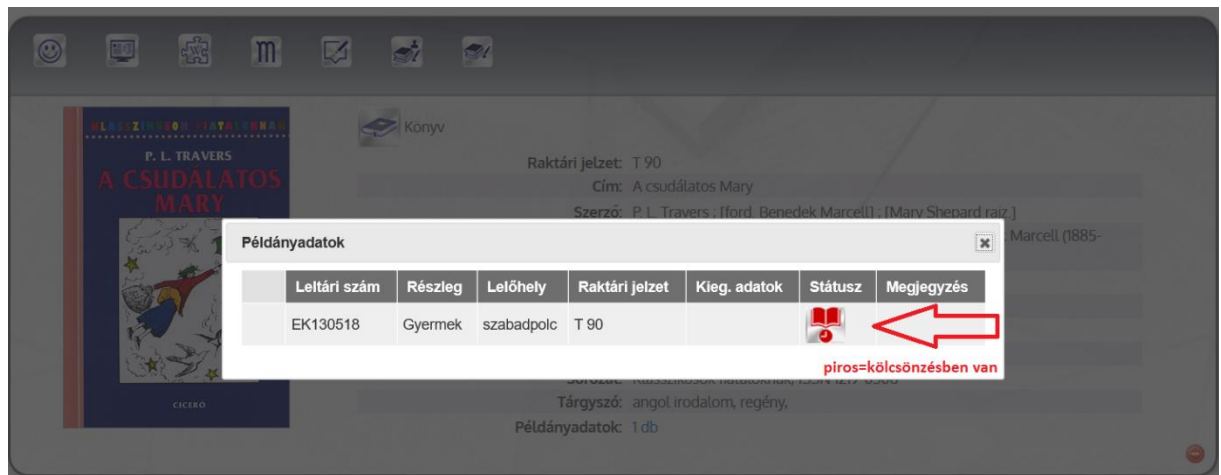 KLASSZIKUSOK FIATALOKNAK
P. L. TRAVERS
A CSUDÁLATOS
MARY
CICERÓ
Könyv
Raktári jelzet: T 90
Cím: A csudálatos Mary
Szerző: P. L. Travers ; [ford. Benedek Marcell] ; [Mary Shepard rajz.]
Marcell (1885-
Példányadatok
Leltári szám Részleg Lelőhely Raktári jelzet Kieg. adatok Státusz Megjegyzés
EK130518 Gyermek szabadpolc T 90
piros=kölcsönzésben van
Tárgyszó: angol irodalom, regény,
Példányadatok: 1 db